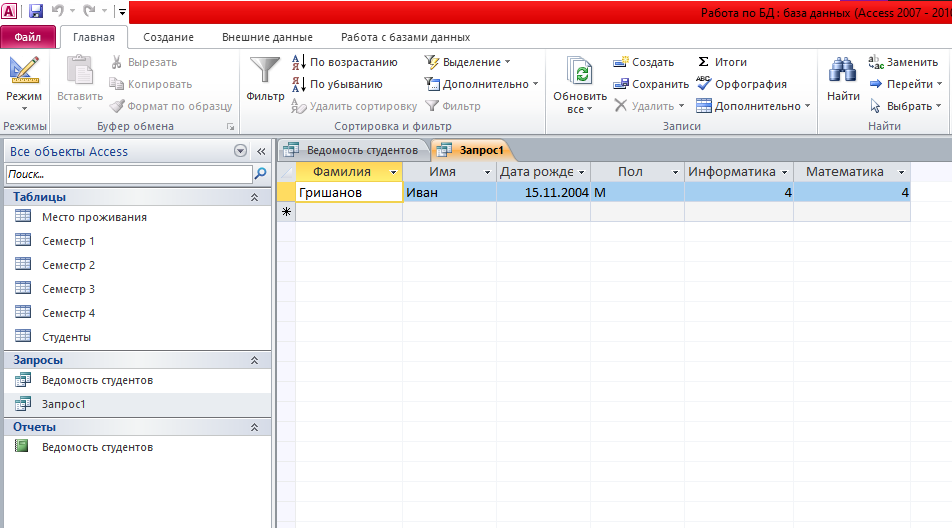 Работа по БД : база данных (Access 2007 - 201
Файл Главная Создание Внешние данные Работа с базами данных
Режим
Режимы
Вставить
Вырезать
Копировать
Формат по образцу
Буфер обмена
Фильтр
По возрастанию
По убыванию
Удалить сортировку
Выделение
Дополнительно
Фильтр
Сортировка и фильтр
Обновить
все
Создать
Сохранить
Удалить
Итоги
Орфография
Дополнительно
Записи
Найти
Заменить
Перейти
Выбрать
Найти
Все объекты Access
Поиск...
Таблицы
Место проживания
Семестр 1
Семестр 2
Семестр 3
Семестр 4
Студенты
Запросы
Ведомость студентов
Запрос1
Отчеты
Ведомость студентов
Ведомость студентов Запрос1
Фамилия Имя Дата рожде Пол Информатика Математика
Гришанов Иван 15.11.2004 М 4 4